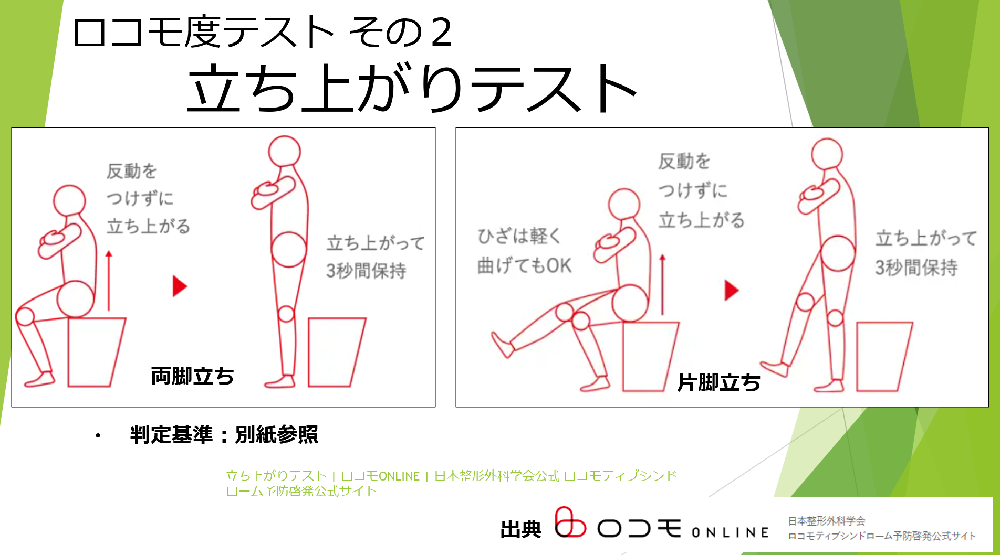 ロコモ度テスト その２
立ち上がりテスト
反動を
つけずに
立ち上がる
立ち上がって
3秒間保持
両脚立ち
ひざは軽く
曲げてもOK
反動を
つけずに
立ち上がる
立ち上がって
3秒間保持
片脚立ち
• 判定基準：別紙参照
立ち上がりテスト | ロコモONLINE | 日本整形外科学会公式 ロコモティブシンド
ローム予防啓発公式サイト
出典 ロコモ ONLINE
日本整形外科学会
ロコモティブシンドローム予防啓発公式サイト